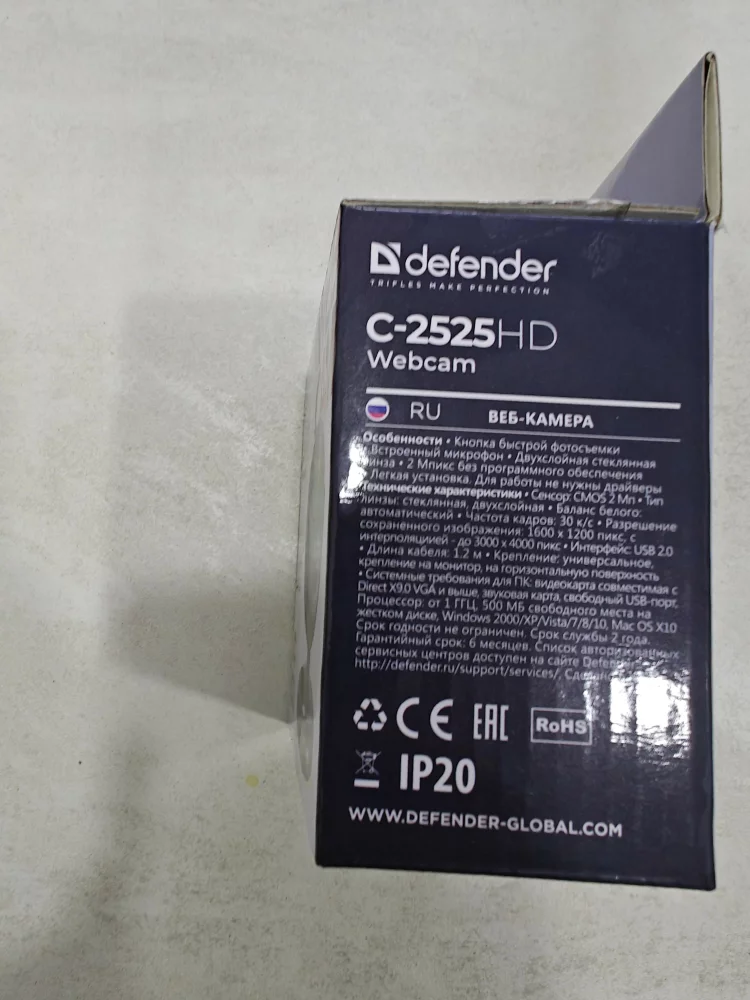 defender
TRIFLES MAKE PERFECTION
C-2525HD
Webcam
RU ВЕБ-КАМЕРА
Особенности • Кнопка быстрой фотосъемки
• Встроенный микрофон • Двухслойная стеклянная
линза • 2 Мпикс без программного обеспечения
• Легкая установка. Для работы не нужны драйверы
Технические характеристики • Сенсор: CMOS 2 Мп • Тип
линзы: стеклянная, двухслойная • Баланс белого:
автоматический • Частота кадров: 30 к/с • Разрешение
сохраненного изображения: 1600 x 1200 пикс, с
интерполяцией - до 3000 x 4000 пикс • Интерфейс: USB 2.0
• Длина кабеля: 1.2 м • Крепление: универсальное,
крепление на монитор, на горизонтальную поверхность
• Системные требования для ПК: видеокарта совместимая с
Direct X9.0 VGA и выше, звуковая карта, свободный USB-порт,
Процессор: от 1 ГГЦ, 500 МБ свободного места на
жестком диске, Windows 2000/XP/Vista/7/8/10, Mac OS X10
Срок годности не ограничен. Срок службы 2 года.
Гарантийный срок: 6 месяцев. Список авторизованных
сервисных центров доступен на сайте
http://defender.ru/support/services/.
CE EAC RoHS
IP20
WWW.DEFENDER-GLOBAL.COM